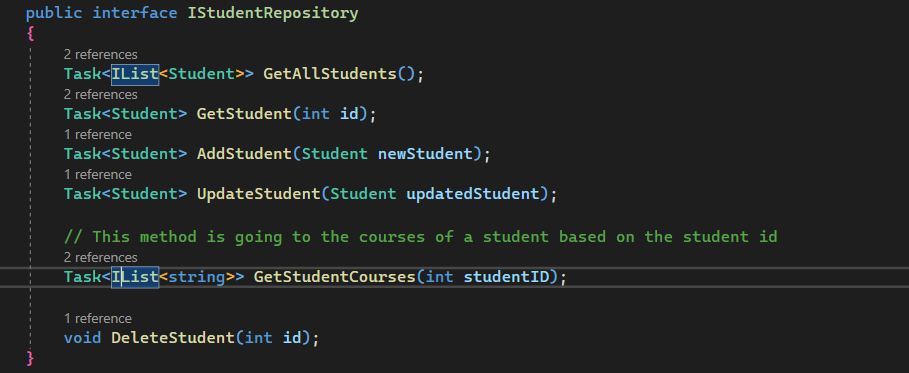 public interface IStudentRepository
{
2 references
Task<IList<Student>> GetAllStudents();
2 references
Task<Student> GetStudent(int id);
1 reference
Task<Student> AddStudent(Student newStudent);
1 reference
Task<Student> UpdateStudent(Student updatedStudent);
// This method is going to the courses of a student based on the student id
2 references
Task<IList<string>> GetStudentCourses(int studentID);
1 reference
void DeleteStudent(int id);
}